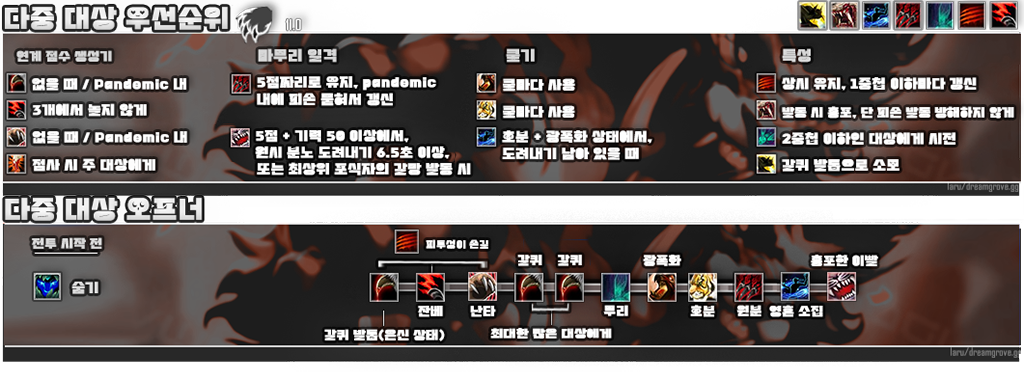 다중 대상 우선순위 11.0
연계 점수 생성기
없을 때 / Pandemic 내
3개에서 놓지 않게
없을 때 / Pandemic 내
점사 시 주 대상에게
마무리 일격
5점짜리로 유지, pandemic
내에 피손 묻혀서 갱신
5점 + 기력 50 이상에서,
원시 분노 도려내기 6.5초 이상,
또는 최상위 포식자의 갈망 발동 시
쿨기
쿨마다 사용
쿨마다 사용
호분 + 광폭화 상태에서,
도려내기 남아 있을 때
특성
상시 유지, 1중첩 이하마다 갱신
발동 시 흉포, 단 피손 발동 방해하지 않게
2중첩 이하인 대상에게 시전
갈퀴 발톱으로 소모
laru/dreamgrove.gg
다중 대상 오프너
전투 시작 전
숨기
피투성이 손길
갈퀴 갈퀴 광폭화 흉포한 이빨
잔베 난타 무리 호분 원분 영혼 소집
갈퀴 발톱(은신 상태)
최대한 많은 대상에게
laru/dreamgrove.gg